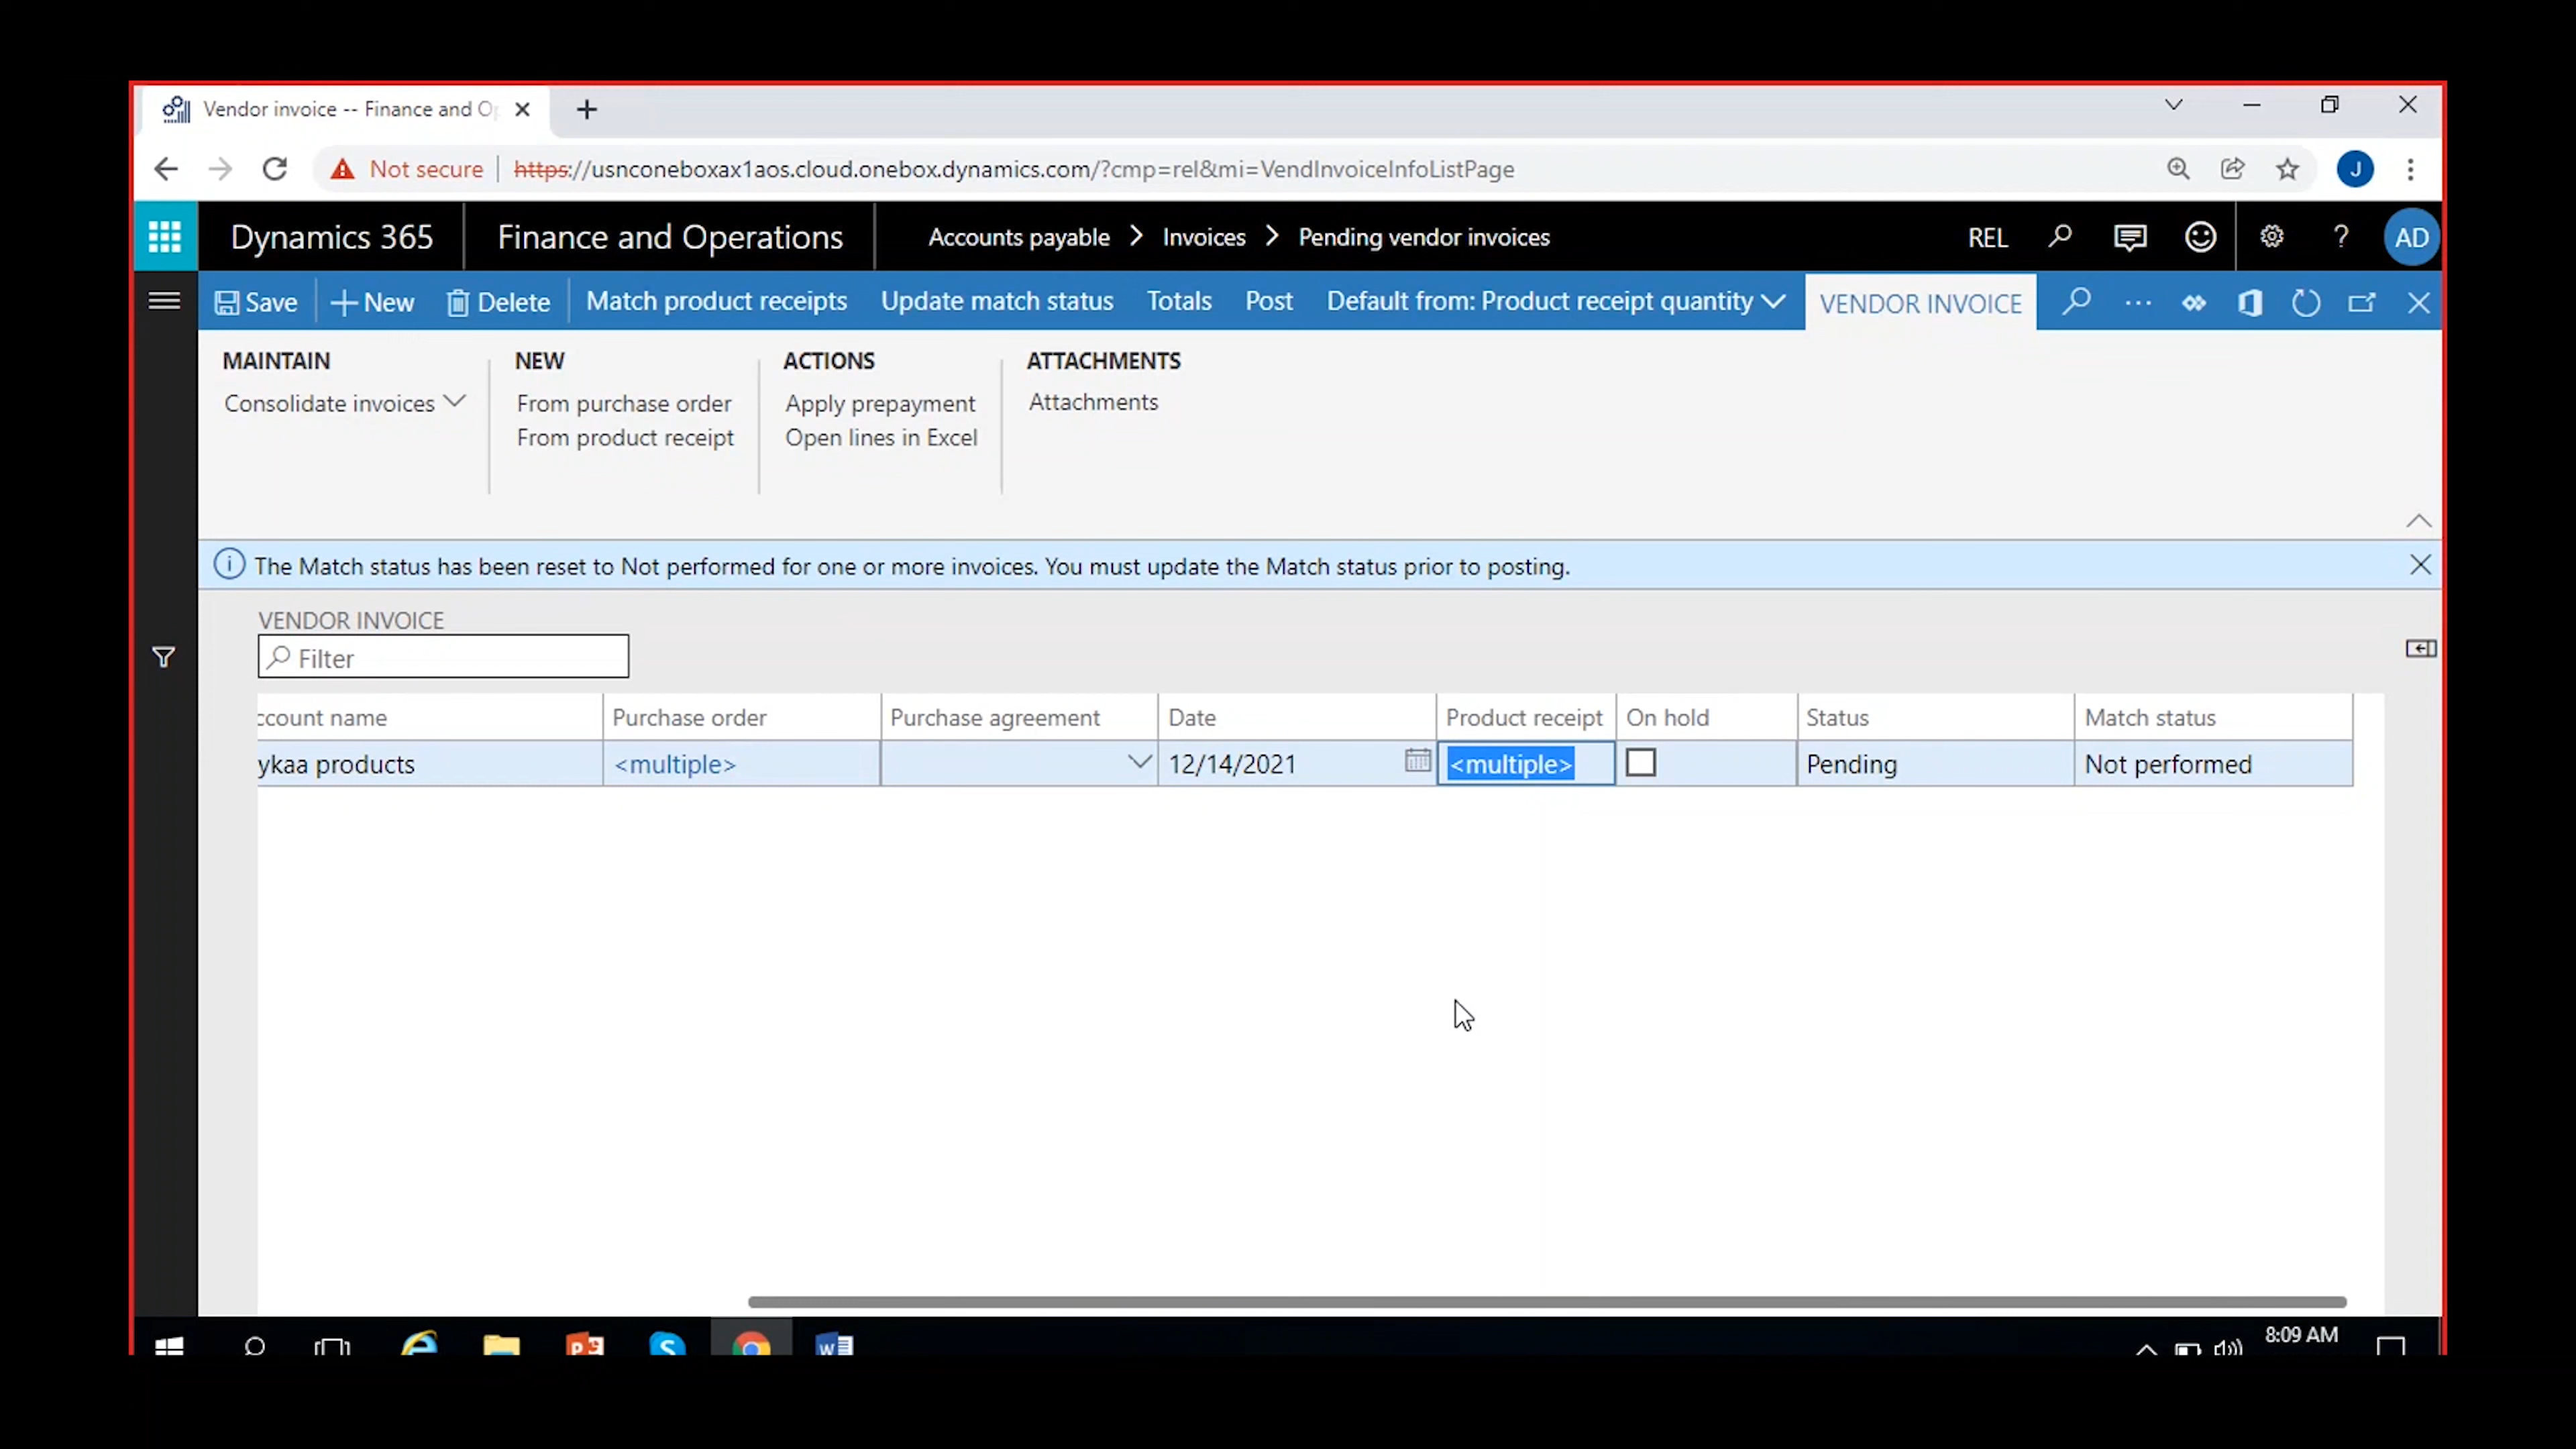 Vendor invoice -- Finance and Op
Not secure https://usnconeboxax1aos.cloud.onebox.dynamics.com/?cmp=rel&mi=VendInvoiceInfoListPage J
Dynamics 365 Finance and Operations Accounts payable > Invoices > Pending vendor invoices REL ? AD
Save + New Delete Match product receipts Update match status Totals Post Default from: Product receipt quantity VENDOR INVOICE ...
MAINTAIN NEW ACTIONS ATTACHMENTS
Consolidate invoices From purchase order Apply prepayment Attachments
From product receipt Open lines in Excel
The Match status has been reset to Not performed for one or more invoices. You must update the Match status prior to posting.
VENDOR INVOICE
Filter
ccount name Purchase order Purchase agreement Date Product receipt On hold Status Match status
ykaa products <multiple> 12/14/2021 <multiple> Pending Not performed
8:09 AM